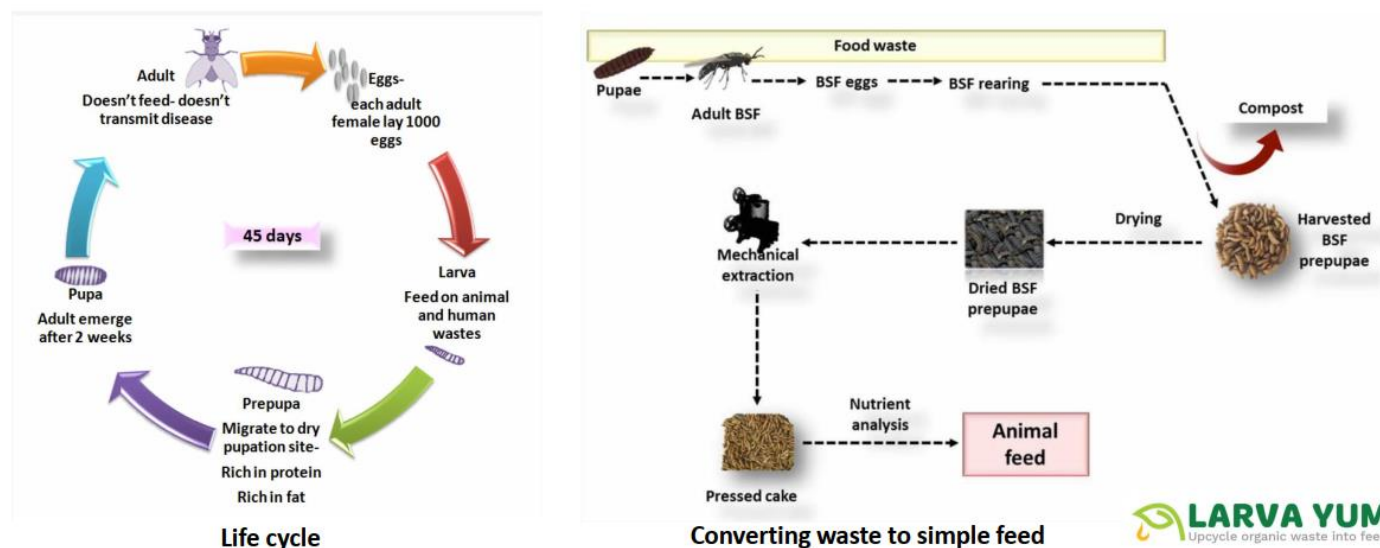 Adult
Doesn't feed- doesn't
transmit disease
Eggs-
each adult
female lay 1000
eggs
45 days
Larva
Feed on animal
and human
wastes
Prepupa
Migrate to dry
pupation site-
Rich in protein
Rich in fat
Pupa
Adult emerge
after 2 weeks
Life cycle
Food waste
Pupae
Adult BSF
BSF eggs
BSF rearing
Compost
Harvested
BSF
prepupae
Drying
Dried BSF
prepupae
Mechanical
extraction
Pressed cake
Nutrient
analysis
Animal
feed
Converting waste to simple feed
LARVA YUM
Upcycle organic waste into fee